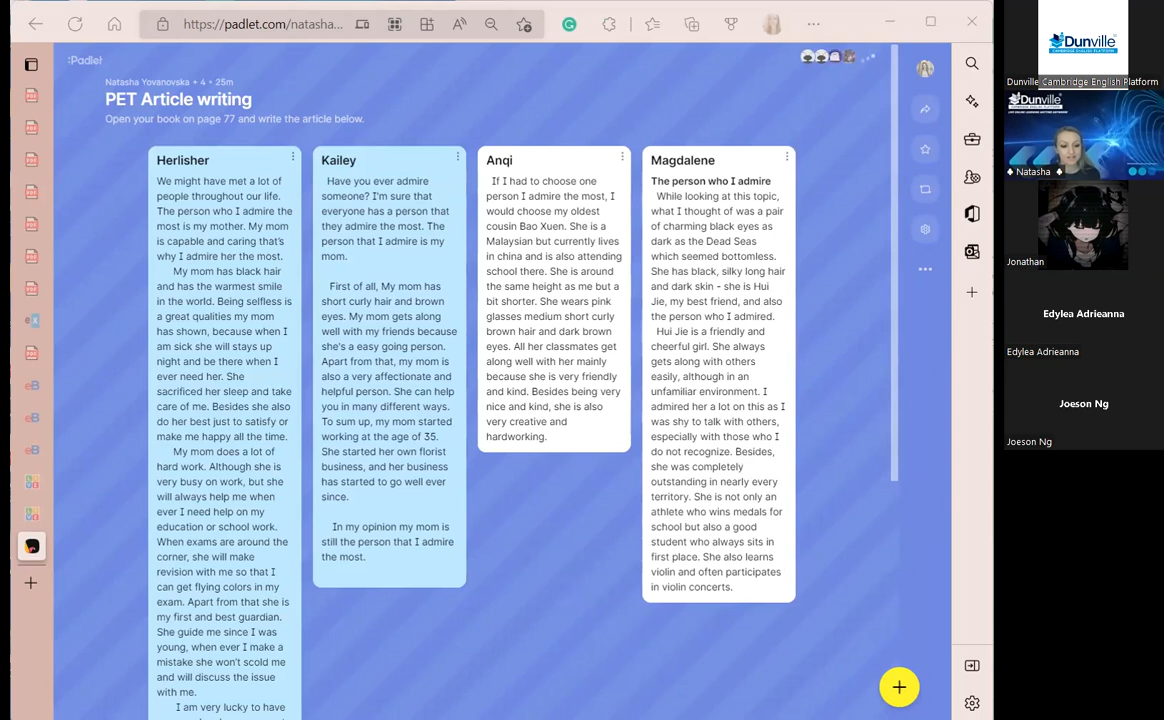 https://padlet.com/natasha...
:Padlet
Natasha Yovanovska + 4 • 25m
PET Article writing
Open your book on page 77 and write the article below.
Herlisher
We might have met a lot of
people throughout our life.
The person who I admire the
most is my mother. My mom
is capable and caring that's
why I admire her the most.
My mom has black hair
and has the warmest smile
in the world. Being selfless is
a great qualities my mom
has shown, because when I
am sick she will stays up
night and be there when I
ever need her. She
sacrificed her sleep and take
care of me. Besides she also
do her best just to satisfy or
make me happy all the time.
My mom does a lot of
hard work. Although she is
very busy on work, but she
will always help me when
ever I need help on my
education or school work.
When exams are around the
corner, she will make
revision with me so that I
can get flying colors in my
exam. Apart from that she is
my first and best guardian.
She guide me since I was
young, when ever I make a
mistake she won't scold me
and will discuss the issue
with me.
I am very lucky to have
Kailey
Have you ever admire
someone? I'm sure that
everyone has a person that
they admire the most. The
person that I admire is my
mom.
First of all, My mom has
short curly hair and brown
eyes. My mom gets along
well with my friends because
she's a easy going person.
Apart from that, my mom is
also a very affectionate and
helpful person. She can help
you in many different ways.
To sum up, my mom started
working at the age of 35.
She started her own florist
business, and her business
has started to go well ever
since.
In my opinion my mom is
still the person that I admire
the most.
Anqi
If I had to choose one
person I admire the most, I
would choose my oldest
cousin Bao Xuen. She is a
Malaysian but currently lives
in china and is also attending
school there. She is around
the same height as me but a
bit shorter. She wears pink
glasses medium short curly
brown hair and dark brown
eyes. All her classmates get
along well with her mainly
because she is very friendly
and kind. Besides being very
nice and kind, she is also
very creative and
hardworking.
Magdalene
The person who I admire
While looking at this topic,
what I thought of was a pair
of charming black eyes as
dark as the Dead Seas
which seemed bottomless.
She has black, silky long hair
and dark skin - she is Hui
Jie, my best friend, and also
the person who I admired.
Hui Jie is a friendly and
cheerful girl. She always
gets along with others
easily, although in an
unfamiliar environment. I
admired her a lot on this as I
was shy to talk with others,
especially with those who I
do not recognize. Besides,
she was completely
outstanding in nearly every
territory. She is not only an
athlete who wins medals for
school but also a good
student who always sits in
first place. She also learns
violin and often participates
in violin concerts.
Dunville
CAMBRIDGE ENGLISH PLATFORM
Dunville Cambridge English Platform
Dunville
Natasha
Jonathan
Edylea Adrieanna
Edylea Adrieanna
Joeson Ng
Joeson Ng